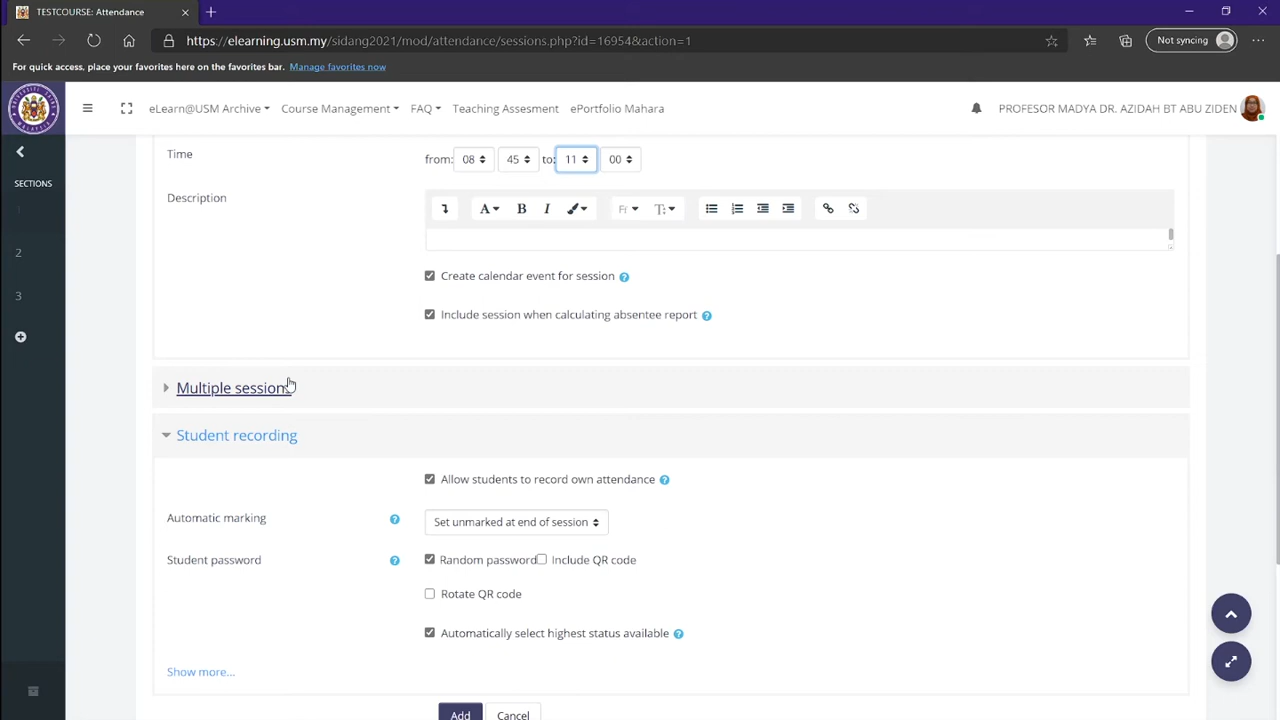 TESTCOURSE: Attendance
https://elearning.usm.my/sidang2021/mod/attendance/sessions.php?id=16954&action=1
Not syncing
For quick access, place your favorites here on the favorites bar. Manage favorites now
eLearn@USM Archive Course Management FAQ Teaching Assesment ePortfolio Mahara PROFESOR MADYA DR. AZIDAH BT ABU ZIDEN
SECTIONS
1
2
3
Time from: 08 45 to: 11 00
Description
A B I Fr T:
Create calendar event for session ?
Include session when calculating absentee report ?
Multiple sessions
Student recording
Allow students to record own attendance ?
Automatic marking ? Set unmarked at end of session
Student password ? Random password Include QR code
Rotate QR code
Automatically select highest status available ?
Show more...
Add Cancel